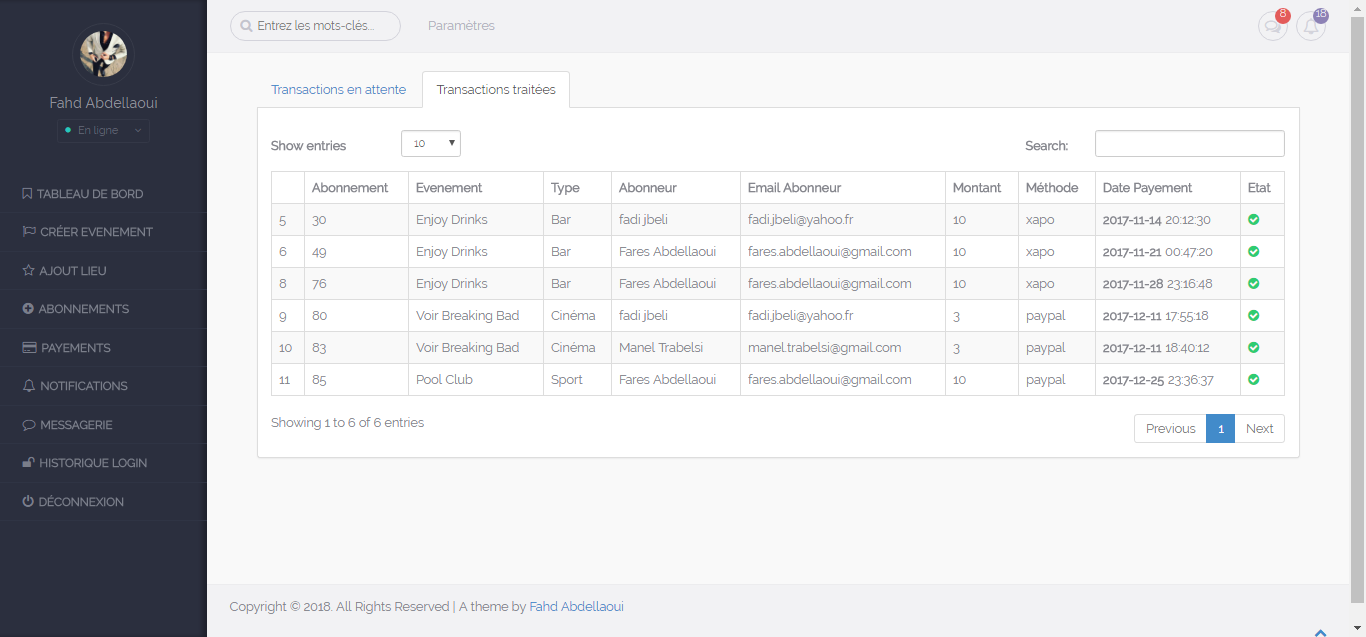 Fahd Abdellaoui
En ligne
TABLEAU DE BORD
CRÉER EVENEMENT
AJOUT LIEU
ABONNEMENTS
PAYEMENTS
NOTIFICATIONS
MESSAGERIE
HISTORIQUE LOGIN
DÉCONNEXION
Entrez les mots-clés... Paramètres 8 18
Transactions en attente Transactions traitées
Show entries 10 Search:
Abonnement Evenement Type Abonneur Email Abonneur Montant Méthode Date Payement Etat
5 30 Enjoy Drinks Bar fadi jbeli fadi.jbeli@yahoo.fr 10 xapo 2017-11-14 20:12:30
6 49 Enjoy Drinks Bar Fares Abdellaoui fares.abdellaoui@gmail.com 10 xapo 2017-11-21 00:47:20
8 76 Enjoy Drinks Bar Fares Abdellaoui fares.abdellaoui@gmail.com 10 xapo 2017-11-28 23:16:48
9 80 Voir Breaking Bad Cinéma fadi jbeli fadi.jbeli@yahoo.fr 3 paypal 2017-12-11 17:55:18
10 83 Voir Breaking Bad Cinéma Manel Trabelsi manel.trabelsi@gmail.com 3 paypal 2017-12-11 18:40:12
11 85 Pool Club Sport Fares Abdellaoui fares.abdellaoui@gmail.com 10 paypal 2017-12-25 23:36:37
Showing 1 to 6 of 6 entries
Previous 1 Next
Copyright © 2018. All Rights Reserved | A theme by Fahd Abdellaoui